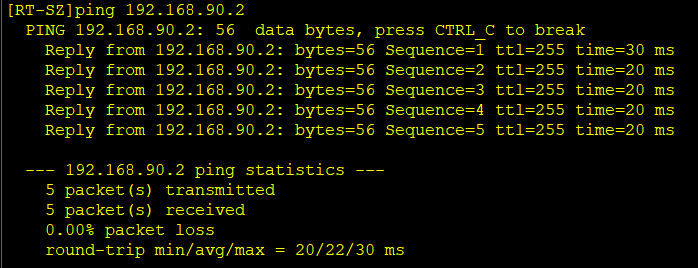 [RT-SZ]ping 192.168.90.2
PING 192.168.90.2: 56  data bytes, press CTRL_C to break
Reply from 192.168.90.2: bytes=56 Sequence=1 ttl=255 time=30 ms
Reply from 192.168.90.2: bytes=56 Sequence=2 ttl=255 time=20 ms
Reply from 192.168.90.2: bytes=56 Sequence=3 ttl=255 time=20 ms
Reply from 192.168.90.2: bytes=56 Sequence=4 ttl=255 time=20 ms
Reply from 192.168.90.2: bytes=56 Sequence=5 ttl=255 time=20 ms
--- 192.168.90.2 ping statistics ---
5 packet(s) transmitted
5 packet(s) received
0.00% packet loss
round-trip min/avg/max = 20/22/30 ms